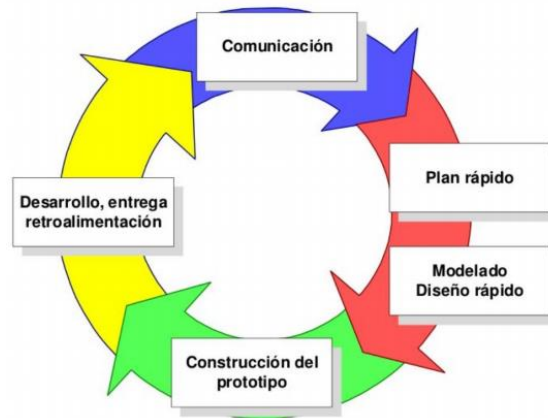 Comunicación
Plan rápido
Modelado
Diseño rápido
Construcción del
prototipo
Desarrollo, entrega
retroalimentación